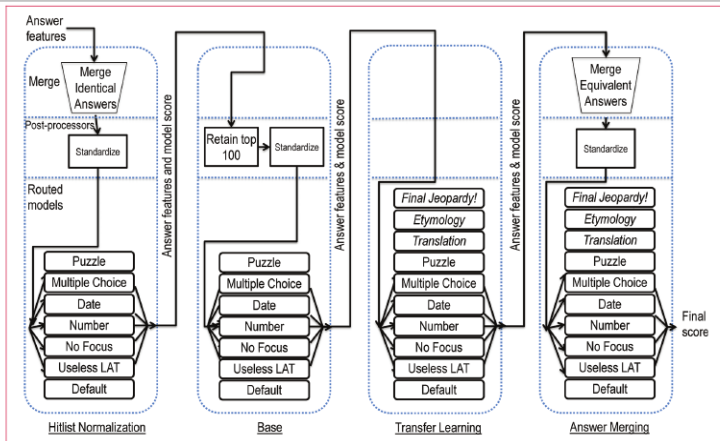 Answer
features
Merge
Merge
Identical
Answers
Post-processors
Standardize
Routed
models
Puzzle
Multiple Choice
Date
Number
No Focus
Useless LAT
Default
Hitlist Normalization
Answer features and model score
Retain top
100
Standardize
Puzzle
Multiple Choice
Date
Number
No Focus
Useless LAT
Default
Base
Answer features & model score
Final Jeopardy!
Etymology
Translation
Puzzle
Multiple Choice
Date
Number
No Focus
Useless LAT
Default
Transfer Learning
Answer features & model score
Merge
Equivalent
Answers
Standardize
Final Jeopardy!
Etymology
Translation
Puzzle
Multiple Choice
Date
Number
No Focus
Useless LAT
Default
Answer Merging
Final
score